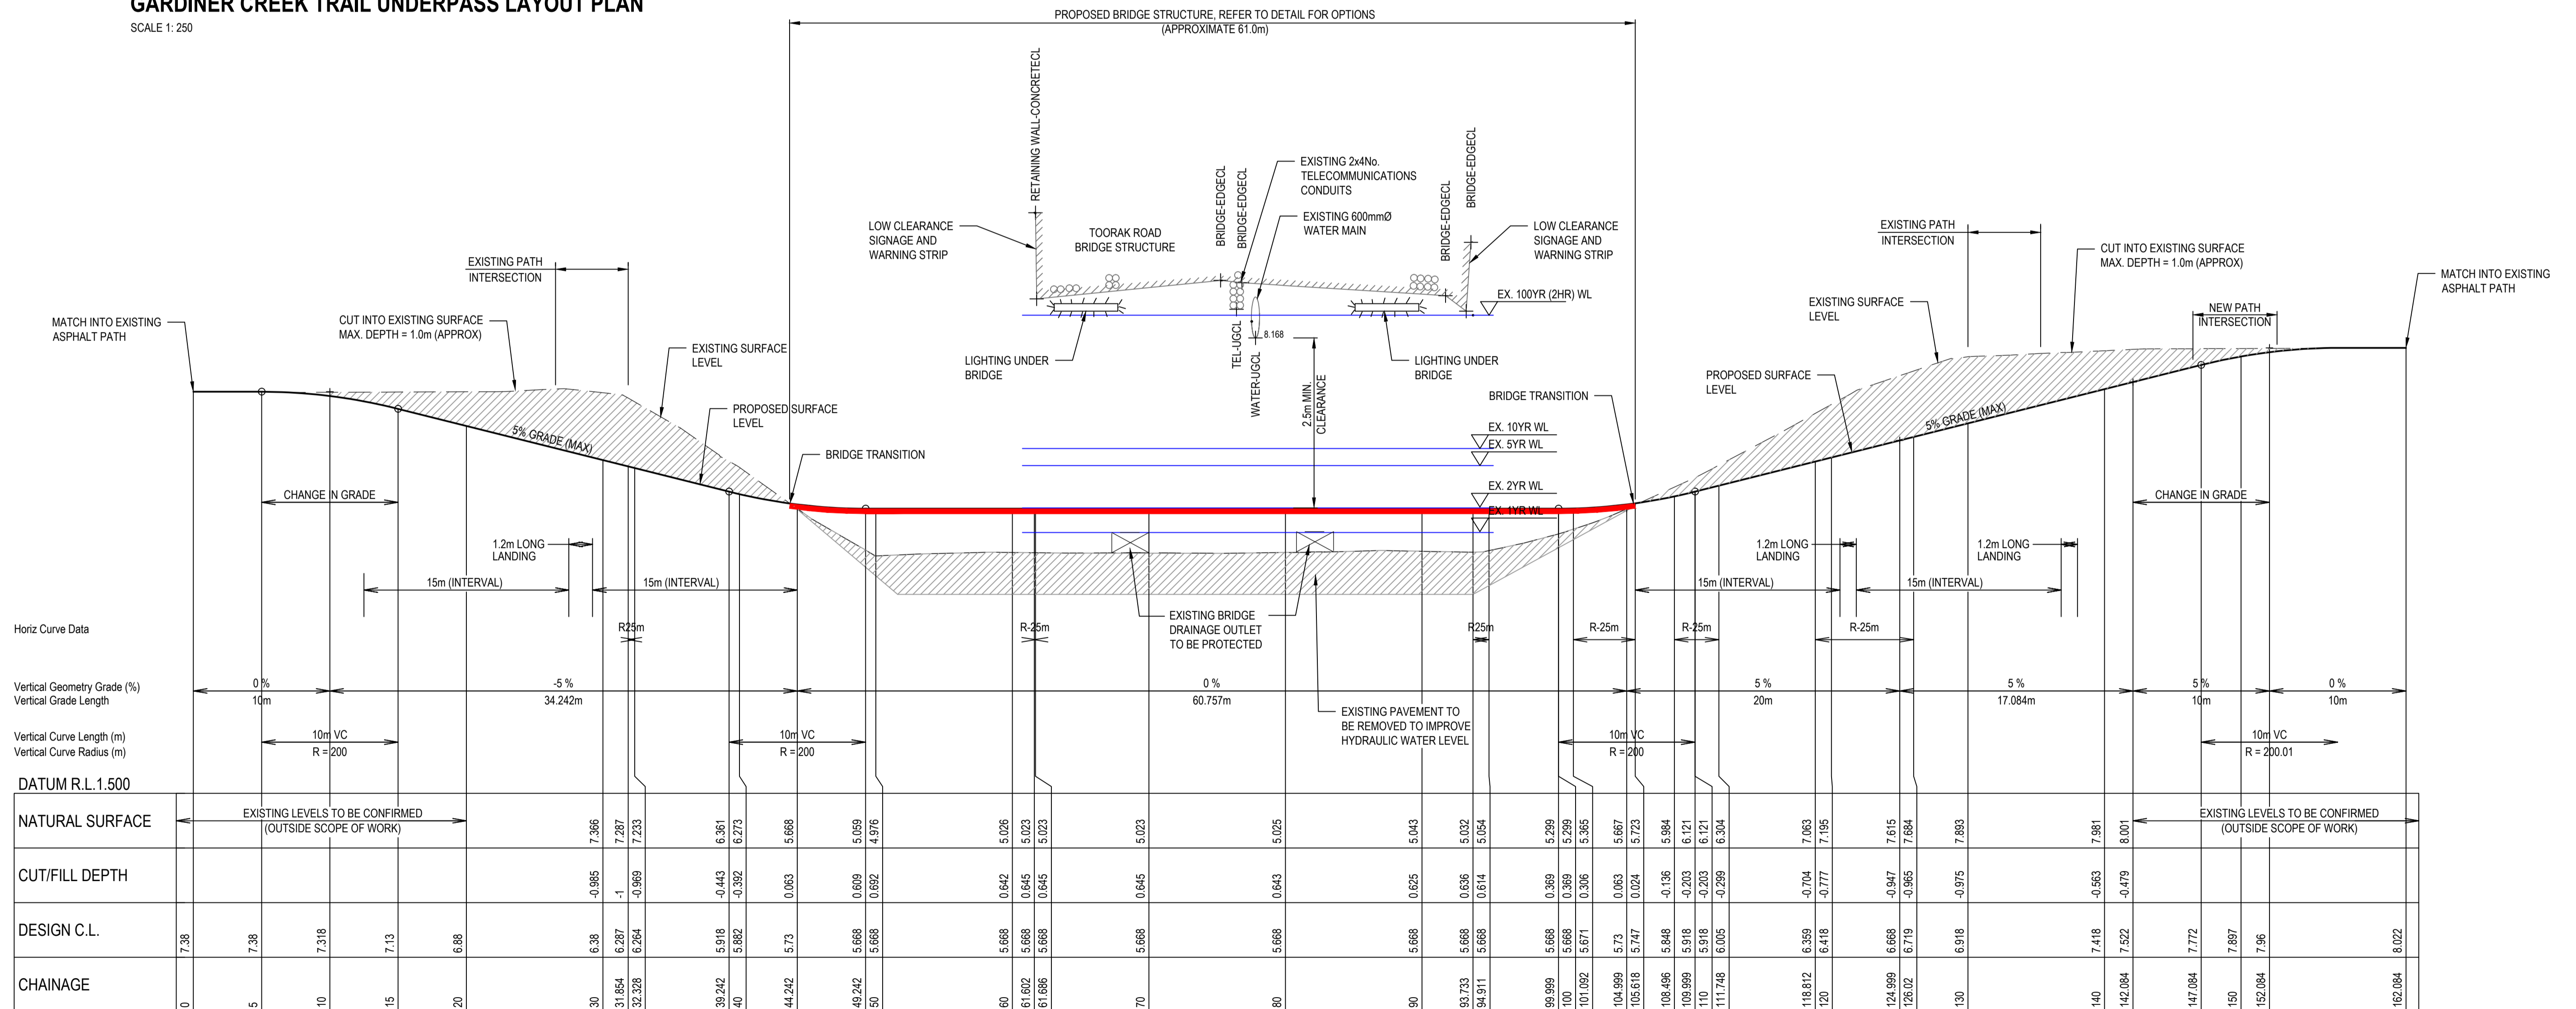 GARDINER CREEK TRAIL UNDERPASS LAYOUT PLAN
SCALE 1: 250
PROPOSED BRIDGE STRUCTURE, REFER TO DETAIL FOR OPTIONS
(APPROXIMATE 61.0m)
RETAINING WALL-CONCRETECL
BRIDGE-EDGECL
BRIDGE-EDGECL
BRIDGE-EDGECL
BRIDGE-EDGECL
EXISTING 2x4No.
TELECOMMUNICATIONS
CONDUITS
EXISTING 600mmØ
WATER MAIN
LOW CLEARANCE
SIGNAGE AND
WARNING STRIP
TOORAK ROAD
BRIDGE STRUCTURE
LOW CLEARANCE
SIGNAGE AND
WARNING STRIP
EXISTING PATH
INTERSECTION
EXISTING PATH
INTERSECTION
CUT INTO EXISTING SURFACE
MAX. DEPTH = 1.0m (APPROX)
MATCH INTO EXISTING
ASPHALT PATH
MATCH INTO EXISTING
ASPHALT PATH
CUT INTO EXISTING SURFACE
MAX. DEPTH = 1.0m (APPROX)
EXISTING SURFACE
LEVEL
EX. 100YR (2HR) WL
EXISTING SURFACE
LEVEL
NEW PATH
INTERSECTION
TEL-UGCL
8.168
WATER-UGCL
LIGHTING UNDER
BRIDGE
LIGHTING UNDER
BRIDGE
2.5m MIN.
CLEARANCE
PROPOSED SURFACE
LEVEL
PROPOSED SURFACE
LEVEL
BRIDGE TRANSITION
BRIDGE TRANSITION
5% GRADE (MAX)
5% GRADE (MAX)
EX. 10YR WL
EX. 5YR WL
EX. 2YR WL
EX. 1YR WL
CHANGE IN GRADE
CHANGE IN GRADE
1.2m LONG
LANDING
1.2m LONG
LANDING
1.2m LONG
LANDING
15m (INTERVAL)
15m (INTERVAL)
15m (INTERVAL)
15m (INTERVAL)
EXISTING BRIDGE
DRAINAGE OUTLET
TO BE PROTECTED
EXISTING PAVEMENT TO
BE REMOVED TO IMPROVE
HYDRAULIC WATER LEVEL
Horiz Curve Data
R25m R-25m R25m R-25m R-25m R-25m
Vertical Geometry Grade (%) 0 % -5 % 0 % 5 % 5 % 5 % 0 %
Vertical Grade Length 10m 34.242m 60.757m 20m 17.084m 10m 10m
Vertical Curve Length (m) 10m VC 10m VC 10m VC 10m VC
Vertical Curve Radius (m) R = 200 R = 200 R = 200 R = 200.01
DATUM R.L.1.500
NATURAL SURFACE
EXISTING LEVELS TO BE CONFIRMED
(OUTSIDE SCOPE OF WORK)
7.366 7.287 7.233 6.361 6.273 5.668 5.059 4.976 5.026 5.023 5.023 5.023 5.025 5.043 5.032 5.054 5.299 5.299 5.365 5.667 5.723 5.984 6.121 6.121 6.304 7.063 7.195 7.615 7.684 7.893 7.981 8.001
EXISTING LEVELS TO BE CONFIRMED
(OUTSIDE SCOPE OF WORK)
CUT/FILL DEPTH
-0.985 -1 -0.969 -0.443 -0.392 0.063 0.609 0.692 0.642 0.645 0.645 0.645 0.643 0.625 0.636 0.614 0.369 0.369 0.306 0.063 0.024 -0.136 -0.203 -0.203 -0.299 -0.704 -0.777 -0.947 -0.965 -0.975 -0.563 -0.479
DESIGN C.L.
7.38 7.38 7.318 7.13 6.88 6.38 6.287 6.264 5.918 5.882 5.73 5.668 5.668 5.668 5.668 5.668 5.668 5.668 5.668 5.668 5.668 5.668 5.668 5.671 5.73 5.747 5.848 5.918 5.918 6.005 6.359 6.418 6.668 6.719 6.918 7.418 7.522 7.772 7.897 7.96 8.022
CHAINAGE
0 5 10 15 20 30 31.854 32.328 39.242 40 44.242 49.242 50 60 61.602 61.686 70 80 90 93.733 94.911 99.999 100 101.092 104.999 105.618 108.496 109.999 110 111.748 118.812 120 124.999 126.02 130 140 142.084 147.084 150 152.084 162.084